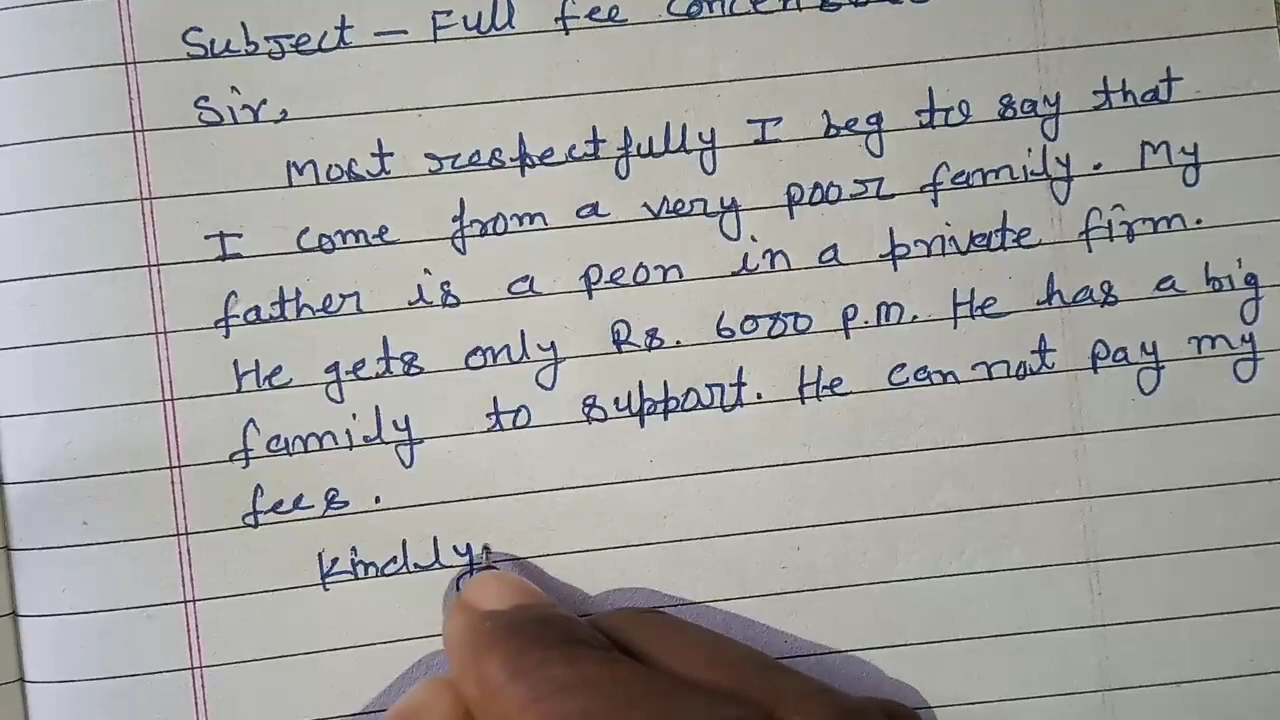 Subject - Full fee
Sir,
Most respectfully I beg to say that
I come from a very poor family. My
father is a peon in a private firm.
He gets only Rs. 6000 p.m. He has a big
family to support. He can not pay my
fees.
Kindly